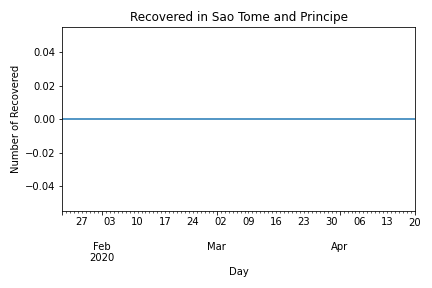 Recovered in Sao Tome and Principe
Number of Recovered
0.04
0.02
0.00
−0.02
−0.04
27 03 10 17 24 02 09 16 23 30 06 13 20
Feb Mar Apr
2020
Day